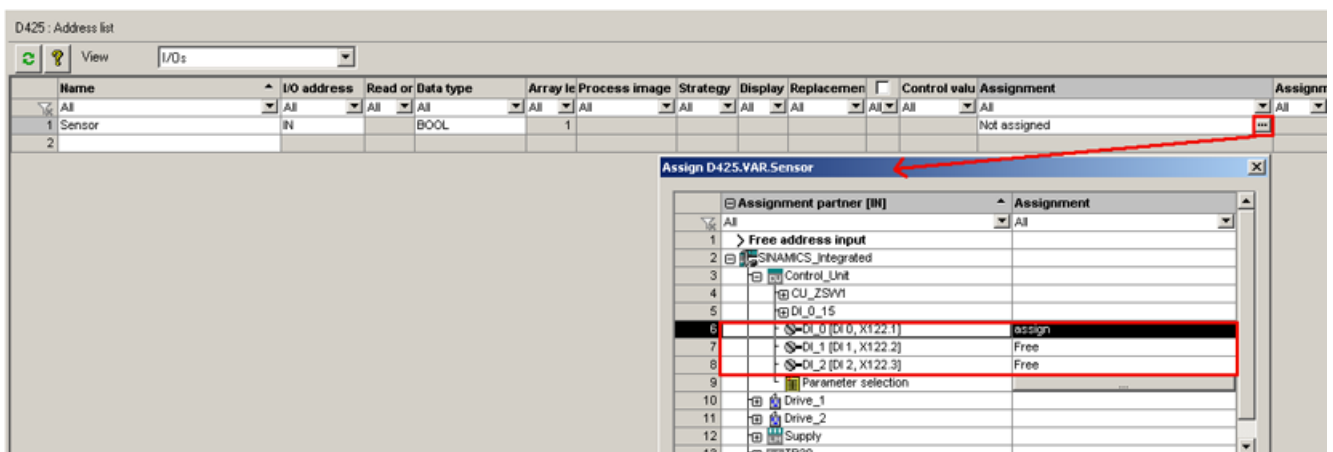 D425 : Address list
View I/Os
Name I/O address Read or Data type Array le Process image Strategy Display Replacemen Control valu Assignment Assignm
All All All All All All All All All All All All All
1 Sensor IN BOOL 1 Not assigned ...
2
Assign D425.VAR.Sensor
Assignment partner [IN] Assignment
All All
1 Free address input
2 SINAMICS_Integrated
3 Control_Unit
4 CU_ZSW1
5 DI_0_15
6 DI_0 [DI 0, X122.1] assign
7 DI_1 [DI 1, X122.2] Free
8 DI_2 [DI 2, X122.3] Free
9 Parameter selection ...
10 Drive_1
11 Drive_2
12 Supply